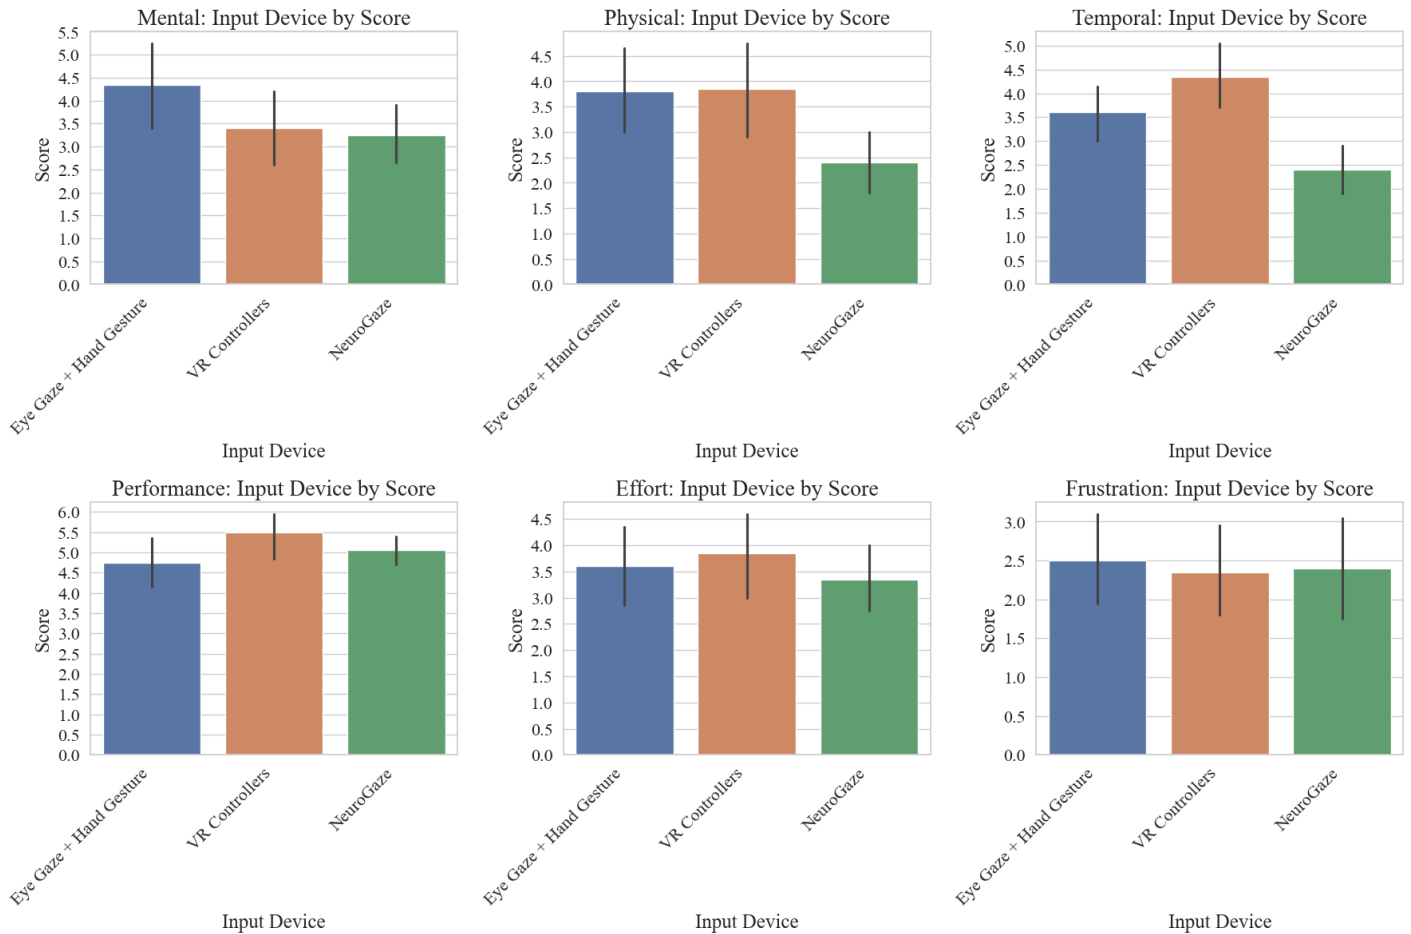 Mental: Input Device by Score
5.5
5.0
4.5
4.0
3.5
3.0
2.5
2.0
1.5
1.0
0.5
0.0
Score
Eye Gaze + Hand Gesture
VR Controllers
NeuroGaze
Input Device
Physical: Input Device by Score
4.5
4.0
3.5
3.0
2.5
2.0
1.5
1.0
0.5
0.0
Score
Eye Gaze + Hand Gesture
VR Controllers
NeuroGaze
Input Device
Temporal: Input Device by Score
5.0
4.5
4.0
3.5
3.0
2.5
2.0
1.5
1.0
0.5
0.0
Score
Eye Gaze + Hand Gesture
VR Controllers
NeuroGaze
Input Device
Performance: Input Device by Score
6.0
5.5
5.0
4.5
4.0
3.5
3.0
2.5
2.0
1.5
1.0
0.5
0.0
Score
Eye Gaze + Hand Gesture
VR Controllers
NeuroGaze
Input Device
Effort: Input Device by Score
4.5
4.0
3.5
3.0
2.5
2.0
1.5
1.0
0.5
0.0
Score
Eye Gaze + Hand Gesture
VR Controllers
NeuroGaze
Input Device
Frustration: Input Device by Score
3.0
2.5
2.0
1.5
1.0
0.5
0.0
Score
Eye Gaze + Hand Gesture
VR Controllers
NeuroGaze
Input Device